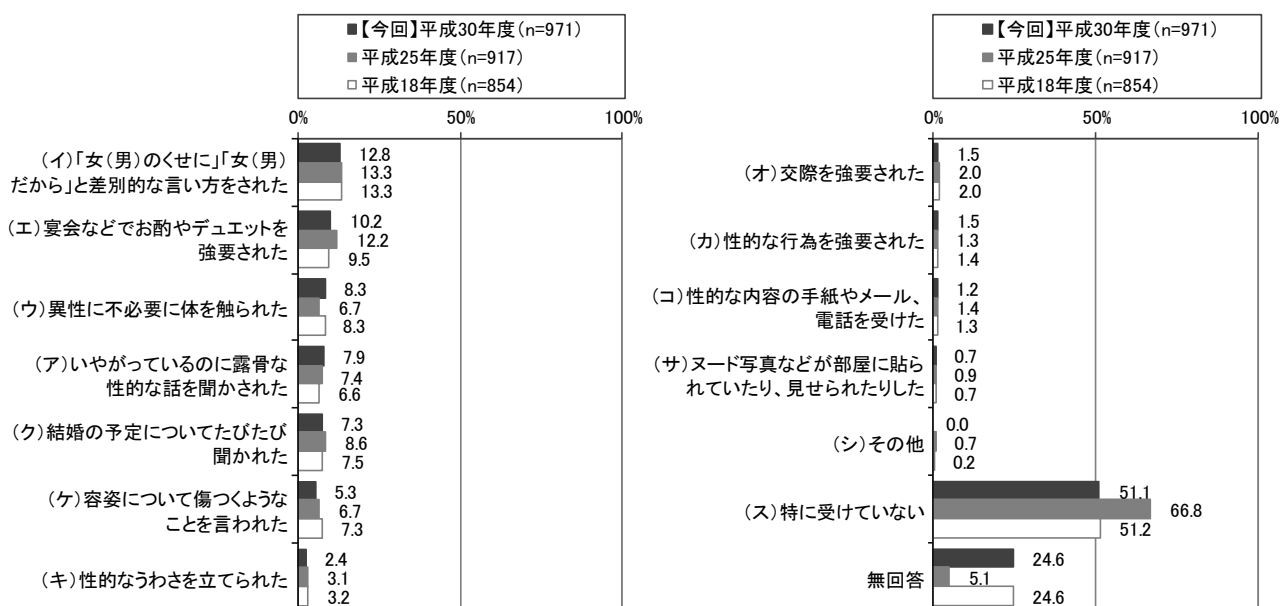 ■【今回】平成30年度(n=971)
■平成25年度(n=917)
□平成18年度(n=854)
0%
50%
100%
(イ)「女(男)のくせに」「女(男)
だから」と差別的な言い方をされた
12.8
13.3
13.3
(エ)宴会などでお酌やデュエットを
強要された
10.2
12.2
9.5
(ウ)異性に不必要に体を触られた
8.3
6.7
8.3
(ア)いやがっているのに露骨な
性的な話を聞かされた
7.9
7.4
6.6
(ク)結婚の予定についてたびたび
聞かれた
7.3
8.6
7.5
(ケ)容姿について傷つくような
ことを言われた
5.3
6.7
7.3
(キ)性的なうわさを立てられた
2.4
3.1
3.2
■【今回】平成30年度(n=971)
■平成25年度(n=917)
□平成18年度(n=854)
0%
50%
100%
(オ)交際を強要された
1.5
2.0
2.0
(カ)性的な行為を強要された
1.5
1.3
1.4
(コ)性的な内容の手紙やメール、
電話を受けた
1.2
1.4
1.3
(サ)ヌード写真などが部屋に貼ら
れていたり、見せられたりした
0.7
0.9
0.7
(シ)その他
0.0
0.7
0.2
(ス)特に受けていない
51.1
66.8
51.2
無回答
24.6
5.1
24.6